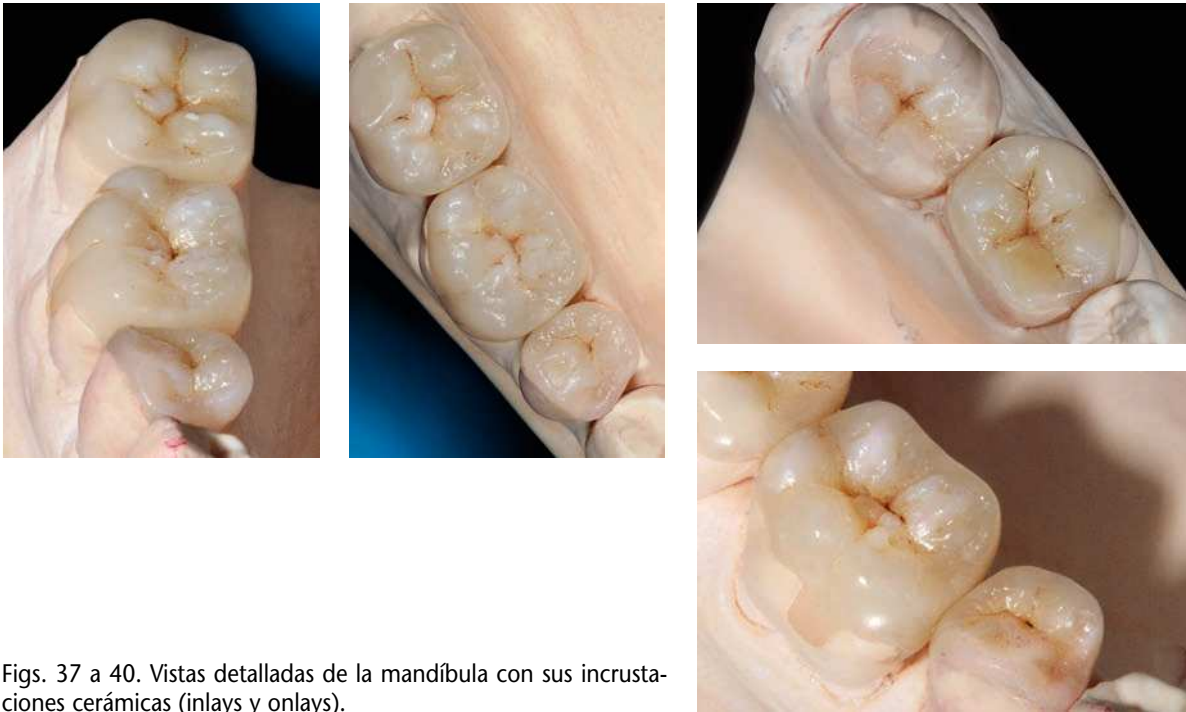 Figs. 37 a 40. Vistas detalladas de la mandíbula con sus incrusta-
ciones cerámicas (inlays y onlays).